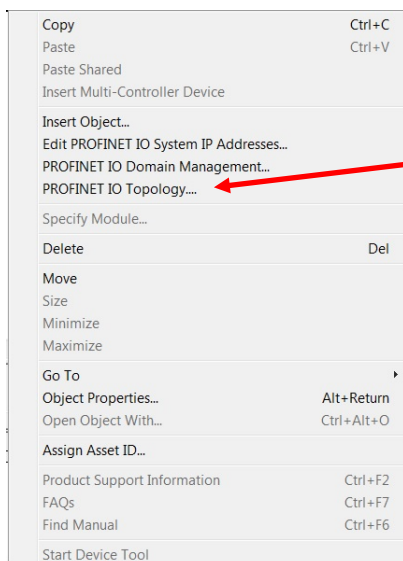 Copy Ctrl+C
Paste Ctrl+V
Paste Shared
Insert Multi-Controller Device
Insert Object...
Edit PROFINET IO System IP Addresses...
PROFINET IO Domain Management...
PROFINET IO Topology....
Specify Module...
Delete Del
Move
Size
Minimize
Maximize
Go To
Object Properties... Alt+Return
Open Object With... Ctrl+Alt+O
Assign Asset ID...
Product Support Information Ctrl+F2
FAQs Ctrl+F7
Find Manual Ctrl+F6
Start Device Tool